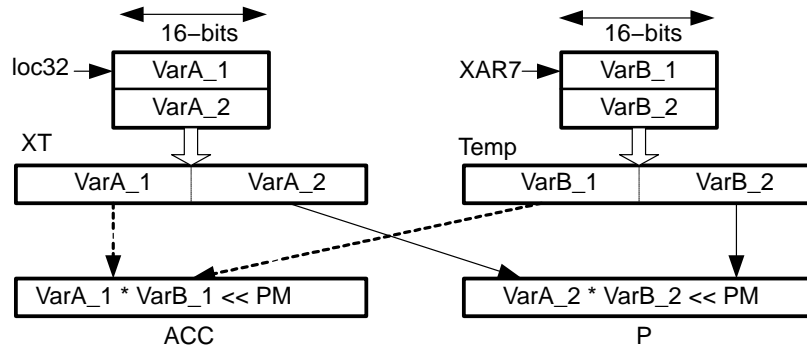 16–bits 16–bits
loc32 VarA_1 XAR7 VarB_1
VarA_2 VarB_2
XT Temp
VarA_1 VarA_2 VarB_1 VarB_2
VarA_1 * VarB_1 << PM VarA_2 * VarB_2 << PM
ACC P